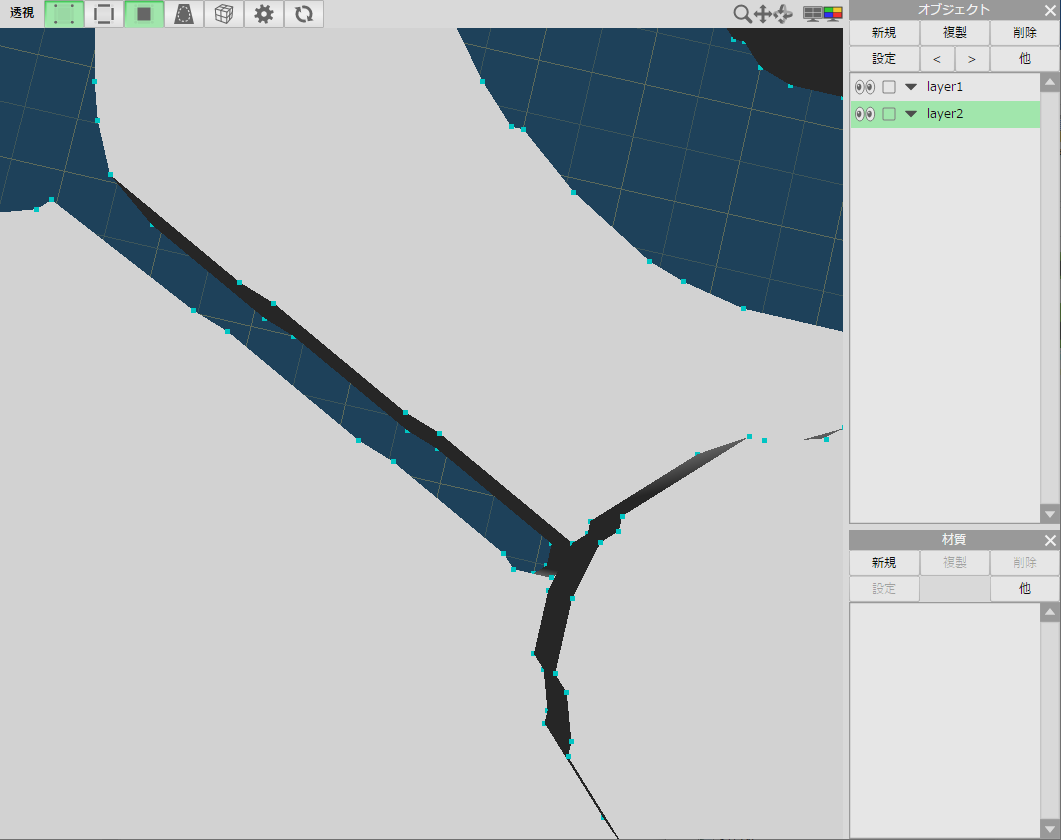 透視
オブジェクト
新規 複製 削除
設定 < > 他
layer1
layer2
材質
新規 複製 削除
設定 他